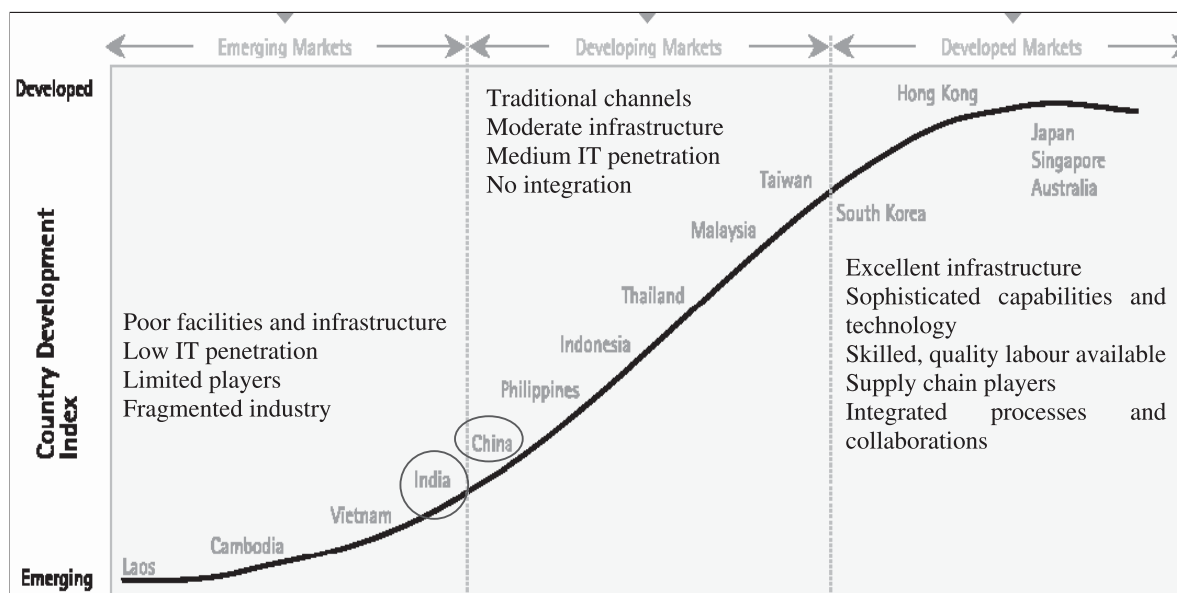 Emerging Markets
Developing Markets
Developed Markets
Developed
Country Development
Index
Emerging
Traditional channels
Moderate infrastructure
Medium IT penetration
No integration
Poor facilities and infrastructure
Low IT penetration
Limited players
Fragmented industry
Excellent infrastructure
Sophisticated capabilities and
technology
Skilled, quality labour available
Supply chain players
Integrated processes and
collaborations
Laos
Cambodia
Vietnam
India
China
Philippines
Indonesia
Thailand
Malaysia
Taiwan
South Korea
Hong Kong
Japan
Singapore
Australia